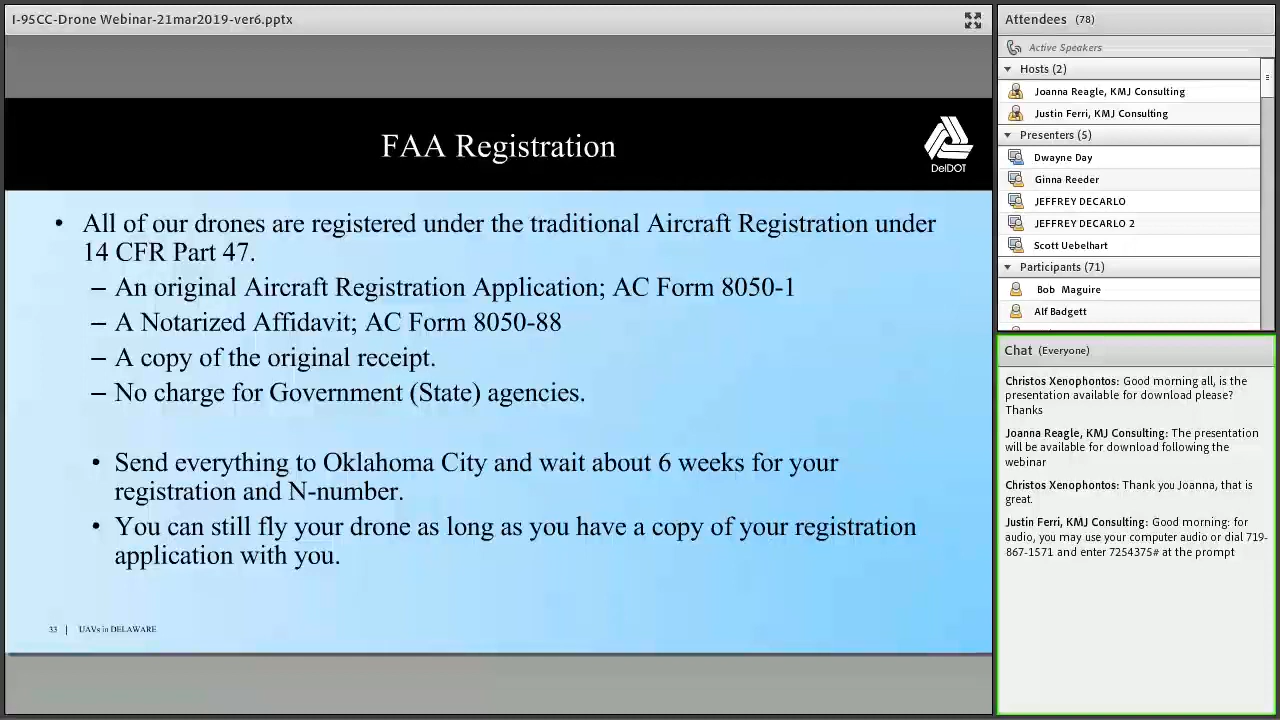 I-95CC-Drone Webinar-21mar2019-ver6.pptx
FAA Registration
DelDOT
• All of our drones are registered under the traditional Aircraft Registration under
14 CFR Part 47.
– An original Aircraft Registration Application; AC Form 8050-1
– A Notarized Affidavit; AC Form 8050-88
– A copy of the original receipt.
– No charge for Government (State) agencies.
• Send everything to Oklahoma City and wait about 6 weeks for your
registration and N-number.
• You can still fly your drone as long as you have a copy of your registration
application with you.
33 | UAVs in DELAWARE
Attendees (78)
Active Speakers
Hosts (2)
Joanna Reagle, KMJ Consulting
Justin Ferri, KMJ Consulting
Presenters (5)
Dwayne Day
Ginna Reeder
JEFFREY DECARLO
JEFFREY DECARLO 2
Scott Uebelhart
Participants (71)
Bob Maguire
Alf Badgett
Chat (Everyone)
Christos Xenophontos: Good morning all, is the
presentation available for download please?
Thanks
Joanna Reagle, KMJ Consulting: The presentation
will be available for download following the
webinar
Christos Xenophontos: Thank you Joanna, that is
great.
Justin Ferri, KMJ Consulting: Good morning: for
audio, you may use your computer audio or dial 719-
867-1571 and enter 7254375# at the prompt